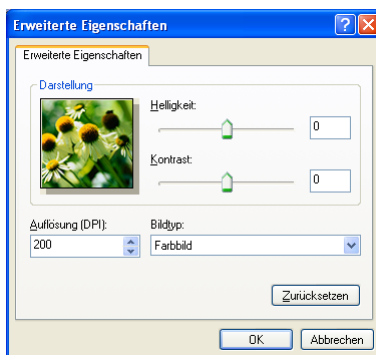 Erweiterte Eigenschaften
Erweiterte Eigenschaften
Darstellung
Helligkeit:
0
Kontrast:
0
Auflösung (DPI):
Bildtyp:
200
Farbbild
Zurücksetzen
OK
Abbrechen